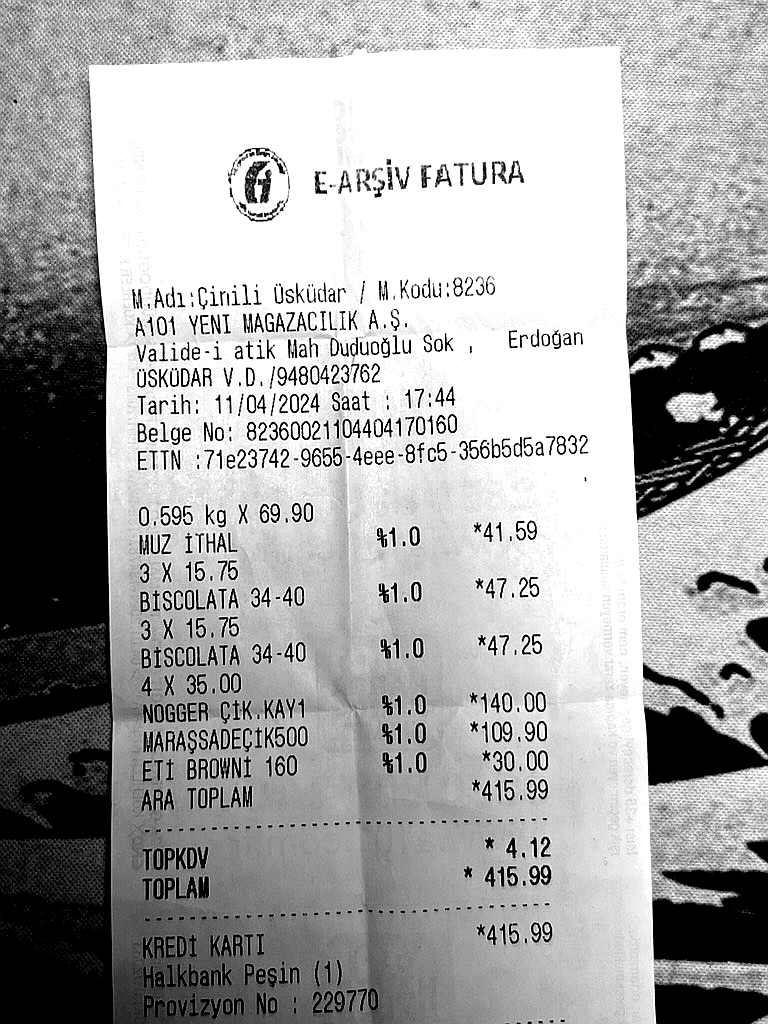 E-ARŞİV FATURA
M.Adı:Çinili Üsküdar / M.Kodu:8236
A101 YENI MAGAZACILIK A.Ş.
Valide-i atik Mah Duduoğlu Sok , Erdoğan
ÜSKÜDAR V.D./9480423762
Tarih: 11/04/2024 Saat : 17:44
Belge No: 82360021104404170160
ETTN :71e23742-9655-4eee-8fc5-356b5d5a7832
0.595 kg X 69.90
MUZ İTHAL %1.0 *41.59
3 X 15.75
BİSCOLATA 34-40 %1.0 *47.25
3 X 15.75
BİSCOLATA 34-40 %1.0 *47.25
4 X 35.00
NOGGER ÇİK.KAY1 %1.0 *140.00
MARAŞSADEÇİK500 %1.0 *109.90
ETİ BROWNİ 160 %1.0 *30.00
ARA TOPLAM *415.99
TOPKDV * 4.12
TOPLAM * 415.99
KREDİ KARTI *415.99
Halkbank Peşin (1)
Provizyon No : 229770